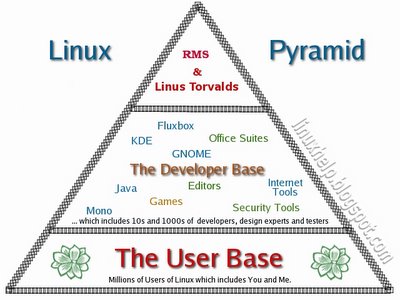 Linux Pyramid
RMS
&
Linus Torvalds
Fluxbox
KDE
Office Suites
GNOME
The Developer Base
Java
Editors
Internet
Tools
Games
Mono
Security Tools
... which includes 10s and 1000s of developers, design experts and testers
The User Base
Millions of Users of Linux which includes You and Me.
linuxhelp.blogspot.com